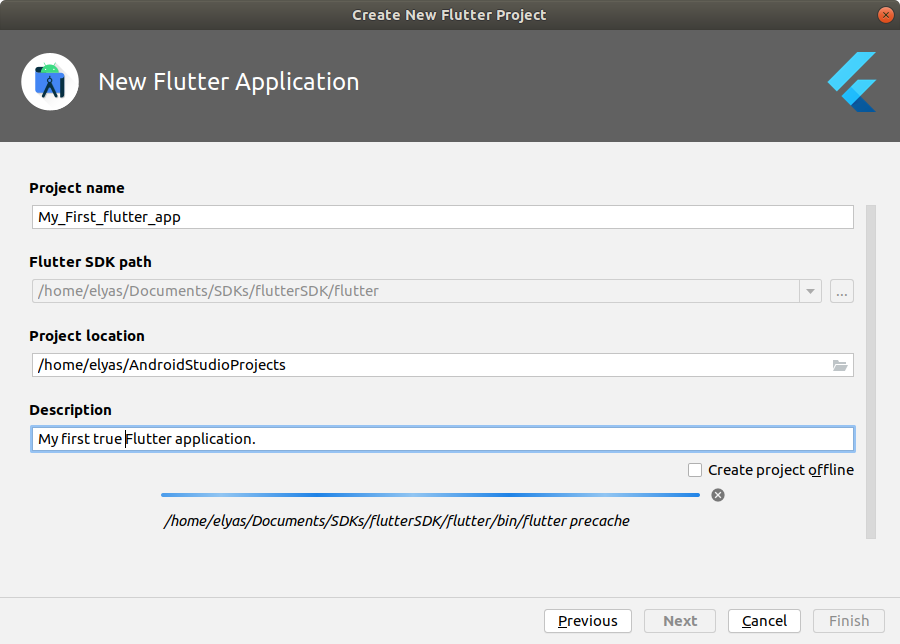 Create New Flutter Project
New Flutter Application
Project name
My_First_flutter_app
Flutter SDK path
/home/elyas/Documents/SDKs/flutterSDK/flutter
...
Project location
/home/elyas/AndroidStudioProjects
Description
My first true Flutter application.
Create project offline
/home/elyas/Documents/SDKs/flutterSDK/flutter/bin/flutter precache
Previous Next Cancel Finish